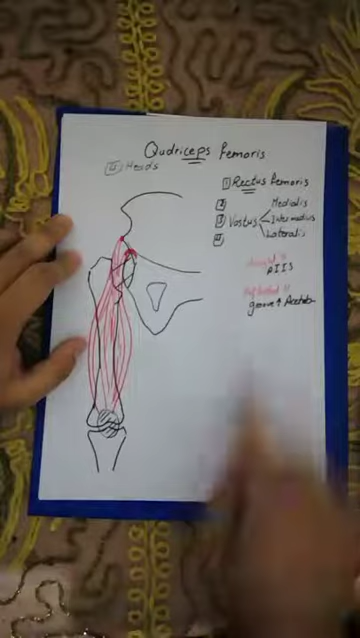 Qudriceps femoris
4 Heads
1 Rectus femoris
2 Medialis
3 Vastus Intermedius
4 Lateralis
AIIS
groove ↑ Acetab